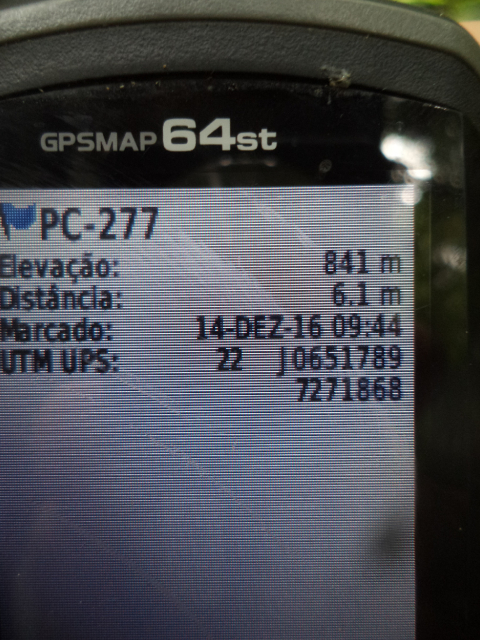 GPSMAP 64st
PC-277
Elevação: 841 m
Distância: 6.1 m
Marcado: 14-DEZ-16 09:44
UTM UPS: 22 J 0651789
7271868